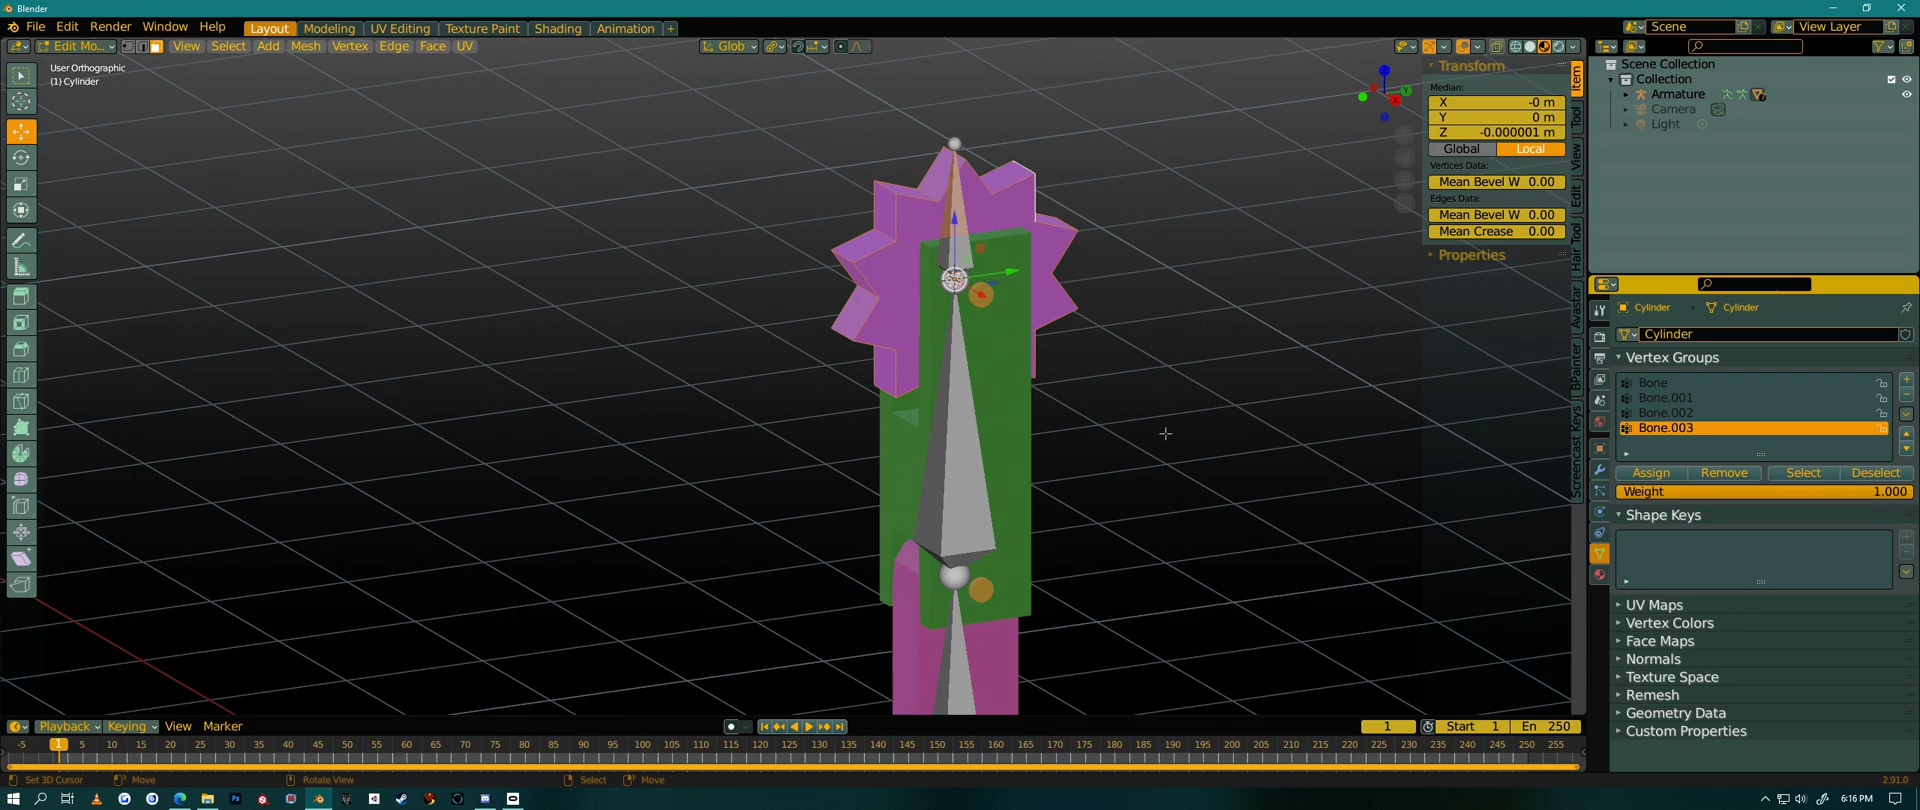 Blender
File Edit Render Window Help
Layout Modeling UV Editing Texture Paint Shading Animation +
Scene
View Layer
Edit Mo... View Select Add Mesh Vertex Edge Face UV
Glob
User Orthographic
(1) Cylinder
Transform
Median:
X -0 m
Y 0 m
Z -0.000001 m
Global Local
Vertices Data:
Mean Bevel W 0.00
Edges Data:
Mean Bevel W 0.00
Mean Crease 0.00
Properties
Item
Tool
View
Edit
Hair Tool
Avastar
BPainter
Screencast Keys
Scene Collection
Collection
Armature
Camera
Light
Cylinder Cylinder
Cylinder
Vertex Groups
Bone
Bone.001
Bone.002
Bone.003
Assign Remove Select Deselect
Weight 1.000
Shape Keys
UV Maps
Vertex Colors
Face Maps
Normals
Texture Space
Remesh
Geometry Data
Custom Properties
Playback Keying View Marker
1 Start 1 En 250
-5 1 5 10 15 20 25 30 35 40 45 50 55 60 65 70 75 80 85 90 95 100 105 110 115 120 125 130 135 140 145 150 155 160 165 170 175 180 185 190 195 200 205 210 215 220 225 230 235 240 245 250 255
Set 3D Cursor Move Rotate View Select Move 2.91.0
6:16 PM